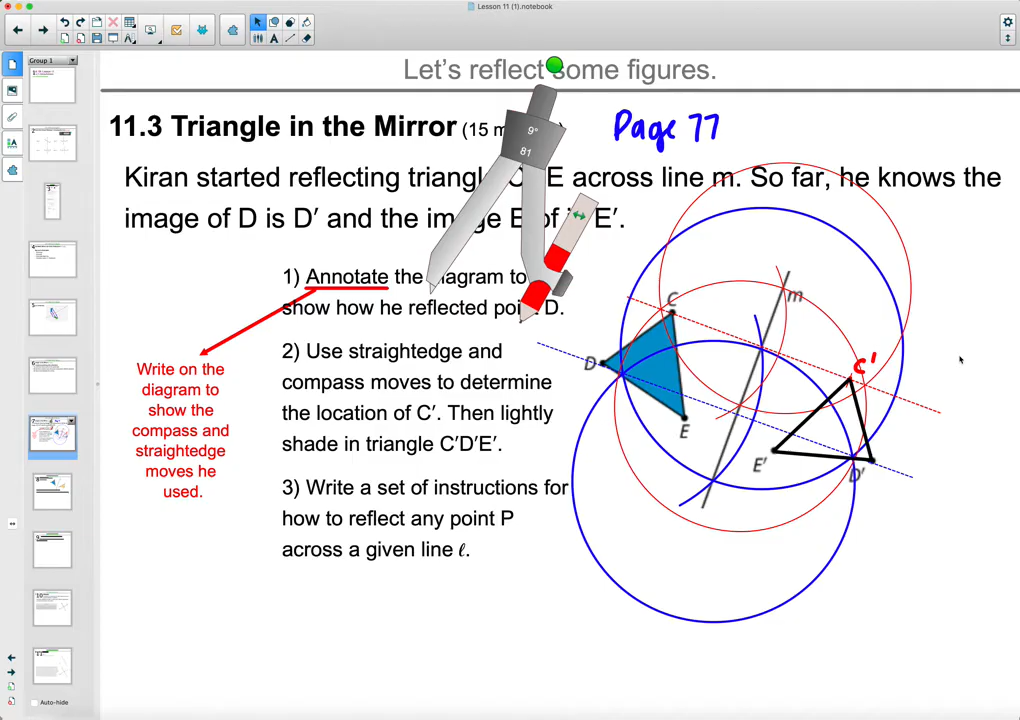 Lesson 11 (1).notebook
Group 1
Let's reflect some figures.
11.3 Triangle in the Mirror (15
Page 77
Kiran started reflecting E across line m. So far, he knows the
image of D is D′ and the E of E′.
1) Annotate the diagram to
show how he reflected point D.
Write on the
diagram to
show the
compass and
straightedge
moves he
used.
2) Use straightedge and
compass moves to determine
the location of C′. Then lightly
shade in triangle C′D′E′.
3) Write a set of instructions for
how to reflect any point P
across a given line ℓ.
9°
81
C
m
D
E
C'
E'
D'
Auto-hide